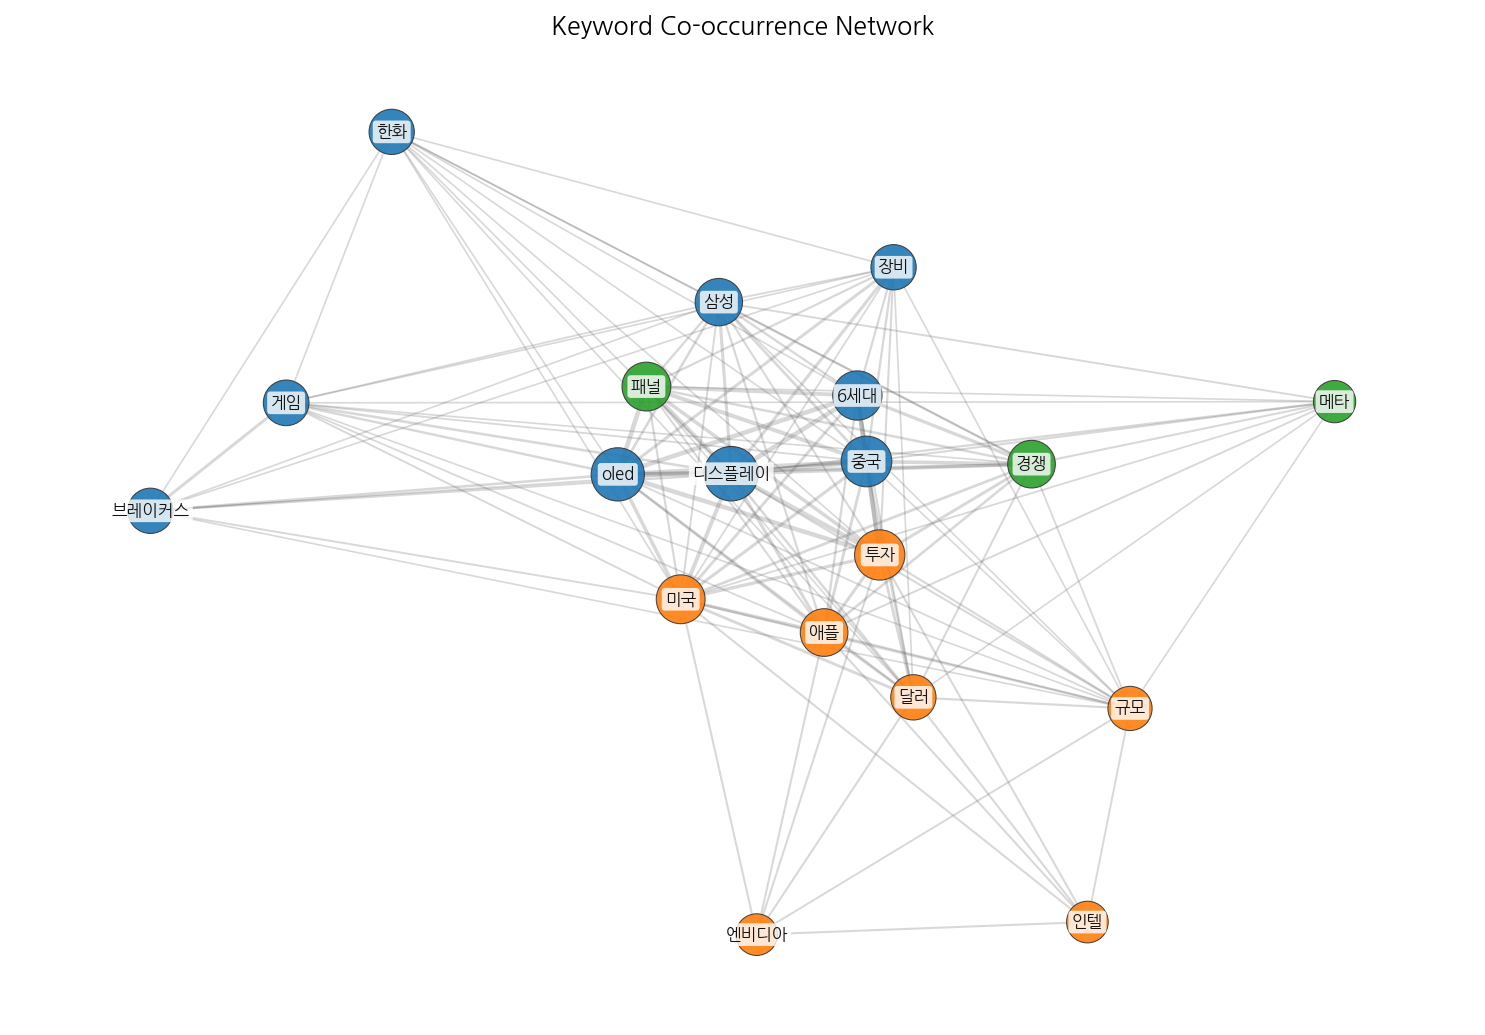 Keyword Co-occurrence Network
한화
장비
삼성
패널
6세대
게임
메타
중국
경쟁
oled
디스플레이
브레이커스
투자
미국
애플
달러
규모
인텔
엔비디아